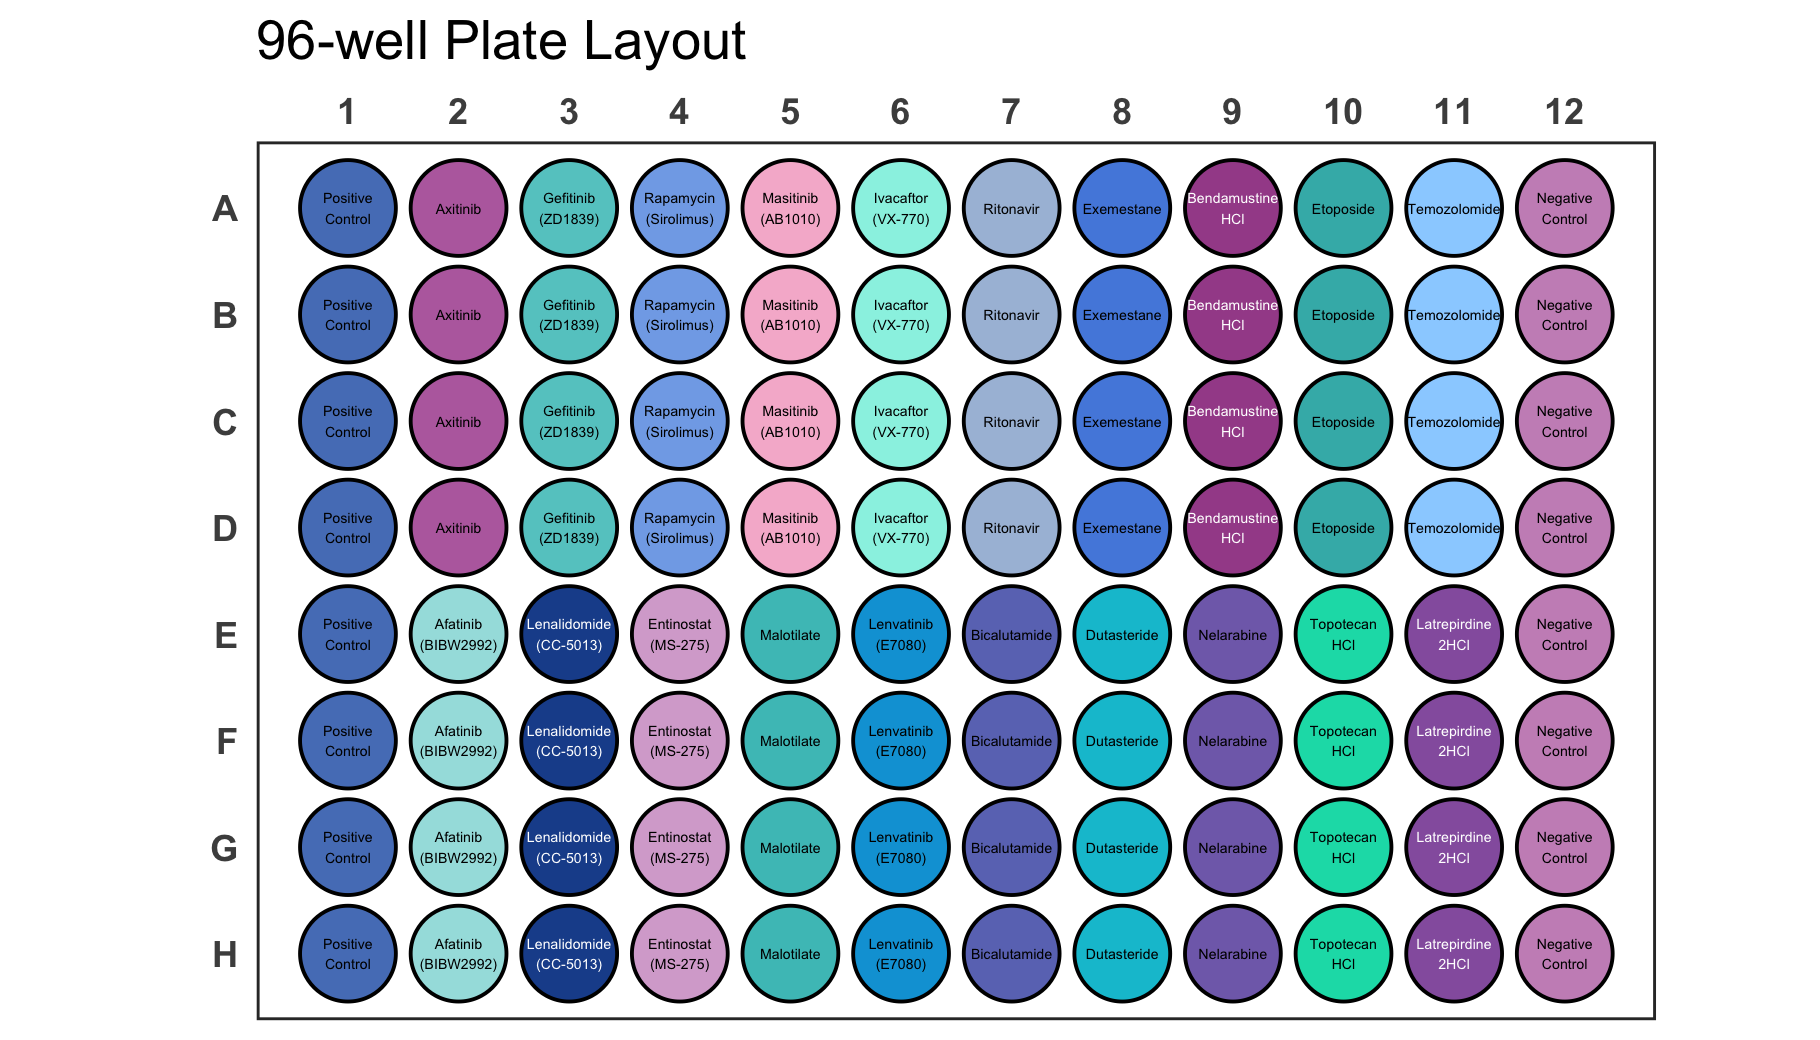 96-well Plate Layout
1 2 3 4 5 6 7 8 9 10 11 12
A
Positive Control Axitinib Gefitinib (ZD1839) Rapamycin (Sirolimus) Masitinib (AB1010) Ivacaftor (VX-770) Ritonavir Exemestane Bendamustine HCl Etoposide Temozolomide Negative Control
B
Positive Control Axitinib Gefitinib (ZD1839) Rapamycin (Sirolimus) Masitinib (AB1010) Ivacaftor (VX-770) Ritonavir Exemestane Bendamustine HCl Etoposide Temozolomide Negative Control
C
Positive Control Axitinib Gefitinib (ZD1839) Rapamycin (Sirolimus) Masitinib (AB1010) Ivacaftor (VX-770) Ritonavir Exemestane Bendamustine HCl Etoposide Temozolomide Negative Control
D
Positive Control Axitinib Gefitinib (ZD1839) Rapamycin (Sirolimus) Masitinib (AB1010) Ivacaftor (VX-770) Ritonavir Exemestane Bendamustine HCl Etoposide Temozolomide Negative Control
E
Positive Control Afatinib (BIBW2992) Lenalidomide (CC-5013) Entinostat (MS-275) Malotilate Lenvatinib (E7080) Bicalutamide Dutasteride Nelarabine Topotecan HCl Latrepirdine 2HCl Negative Control
F
Positive Control Afatinib (BIBW2992) Lenalidomide (CC-5013) Entinostat (MS-275) Malotilate Lenvatinib (E7080) Bicalutamide Dutasteride Nelarabine Topotecan HCl Latrepirdine 2HCl Negative Control
G
Positive Control Afatinib (BIBW2992) Lenalidomide (CC-5013) Entinostat (MS-275) Malotilate Lenvatinib (E7080) Bicalutamide Dutasteride Nelarabine Topotecan HCl Latrepirdine 2HCl Negative Control
H
Positive Control Afatinib (BIBW2992) Lenalidomide (CC-5013) Entinostat (MS-275) Malotilate Lenvatinib (E7080) Bicalutamide Dutasteride Nelarabine Topotecan HCl Latrepirdine 2HCl Negative Control